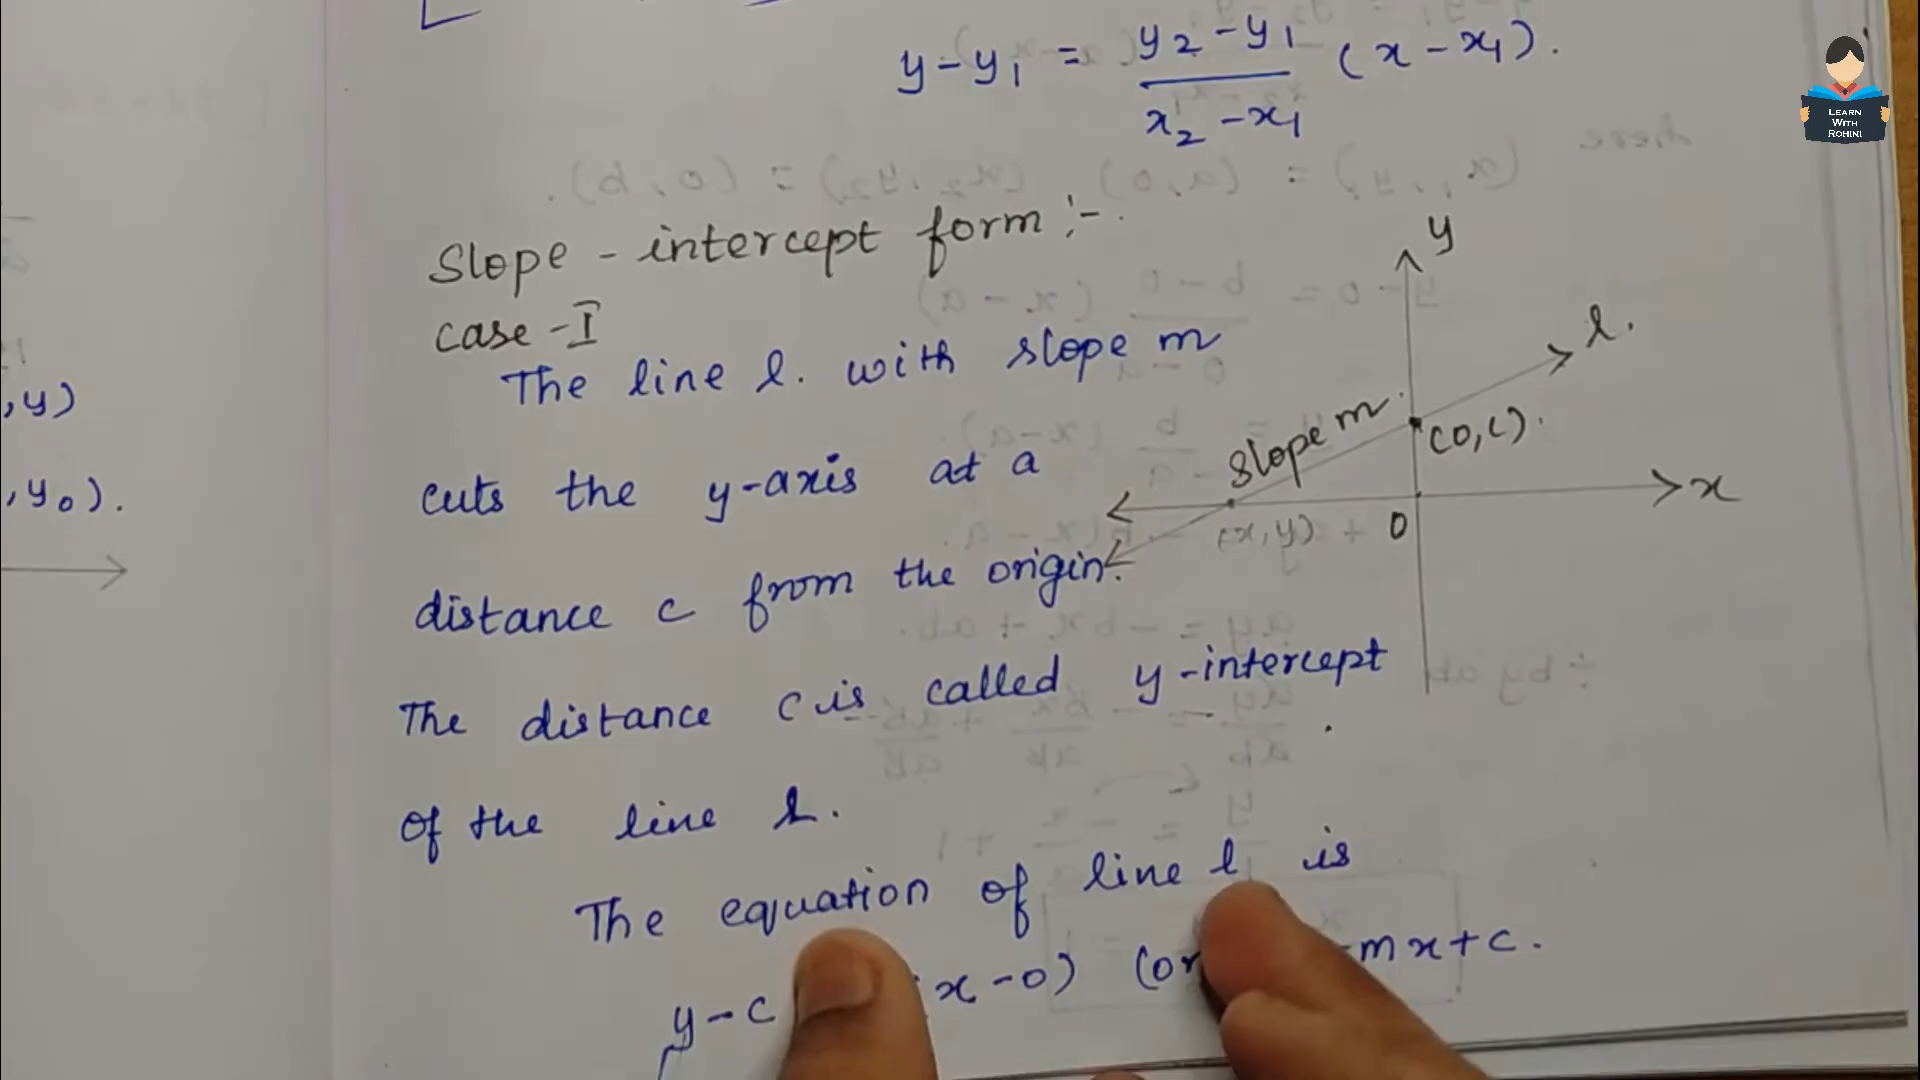 y-y₁ = y₂-y₁ / x₂-x₁ (x-x₁).
LEARN
WITH
ROHINI
Slope-intercept form :-
case-I
The line l. with slope m
cuts the y-axis at a
distance c from the origin.
The distance c is called y-intercept
of the line l.
The equation of line l is
y-c (x-0) (or mx+c.
y
l.
slope m.
(0,c).
x
(x,y)
0
,y)
,y₀).